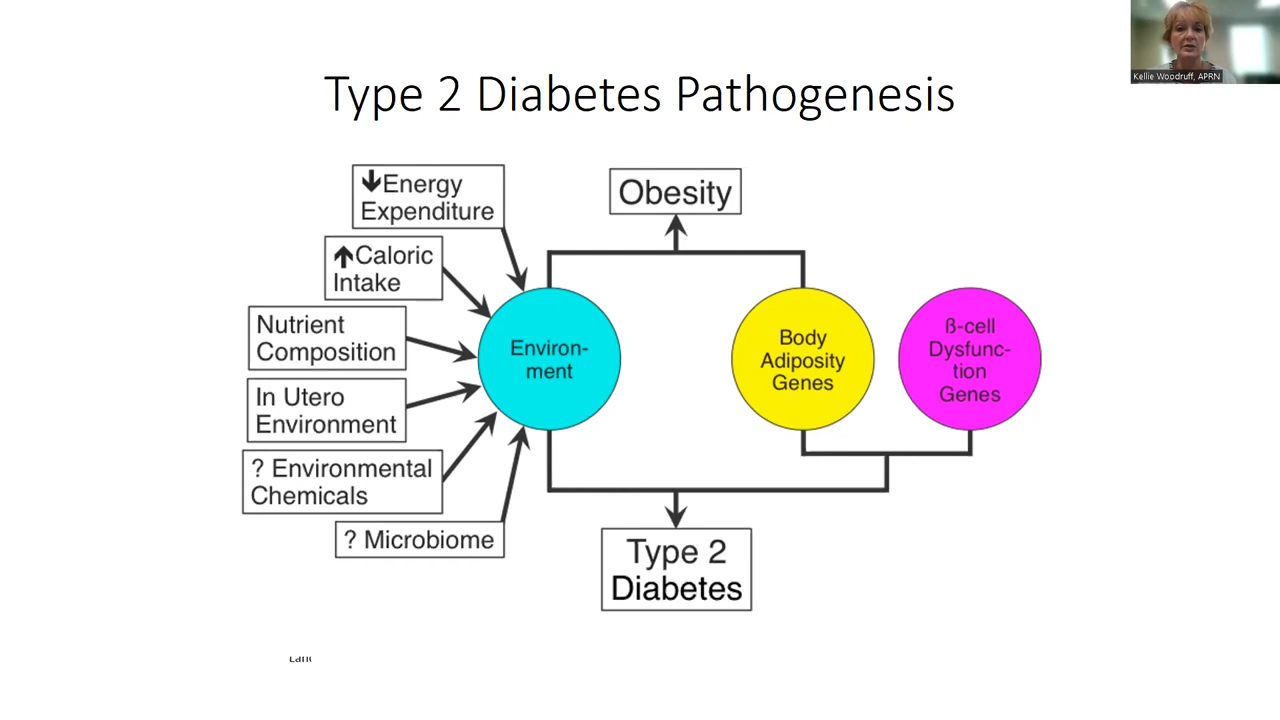 Kellie Woodruff, APRN
Type 2 Diabetes Pathogenesis
↓Energy
Expenditure
↑Caloric
Intake
Nutrient
Composition
In Utero
Environment
? Environmental
Chemicals
? Microbiome
Obesity
Environ-
ment
Body
Adiposity
Genes
ß-cell
Dysfunc-
tion
Genes
Type 2
Diabetes